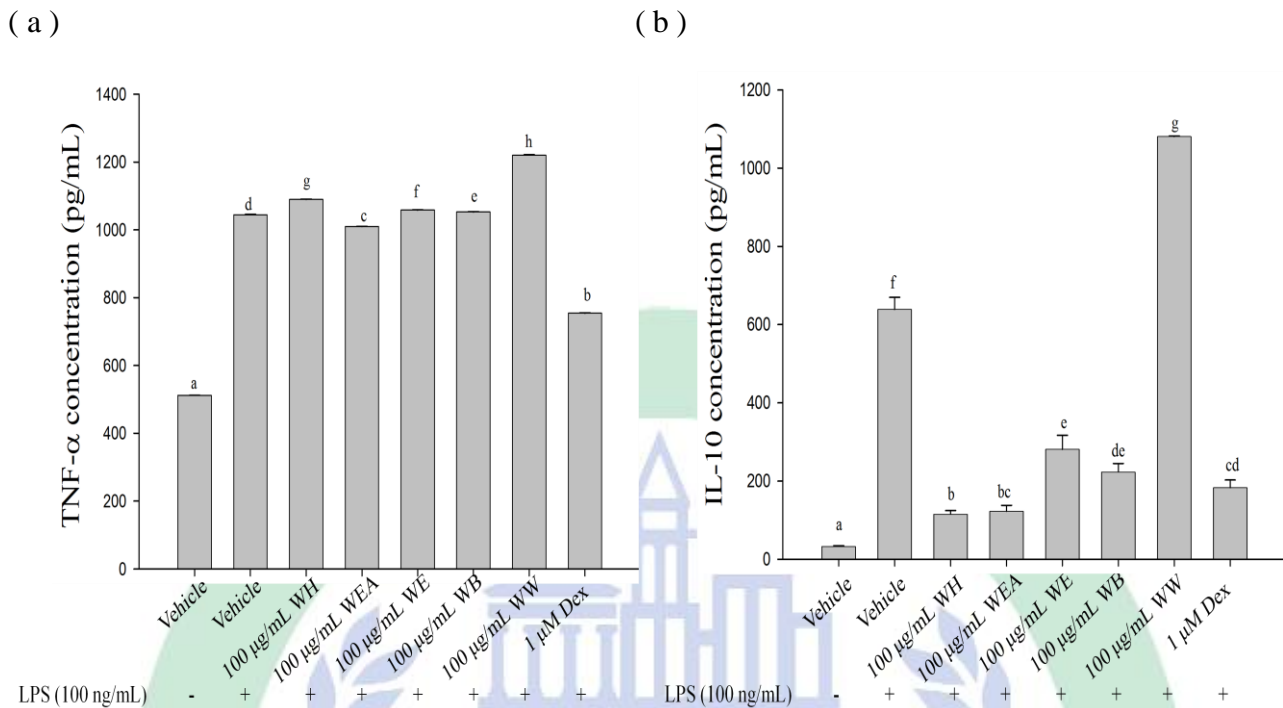 ( a )
( b )
TNF-α concentration (pg/mL)
1400
1200
1000
800
600
400
200
0
a
d
g
c
f
e
h
b
Vehicle
Vehicle
100 μg/mL WH
100 μg/mL WEA
100 μg/mL WE
100 μg/mL WB
100 μg/mL WW
1 μM Dex
LPS (100 ng/mL) - + + + + + + +
IL-10 concentration (pg/mL)
1200
1000
800
600
400
200
0
a
f
b
bc
e
de
g
cd
Vehicle
Vehicle
100 μg/mL WH
100 μg/mL WEA
100 μg/mL WE
100 μg/mL WB
100 μg/mL WW
1 μM Dex
LPS (100 ng/mL) - + + + + + + +